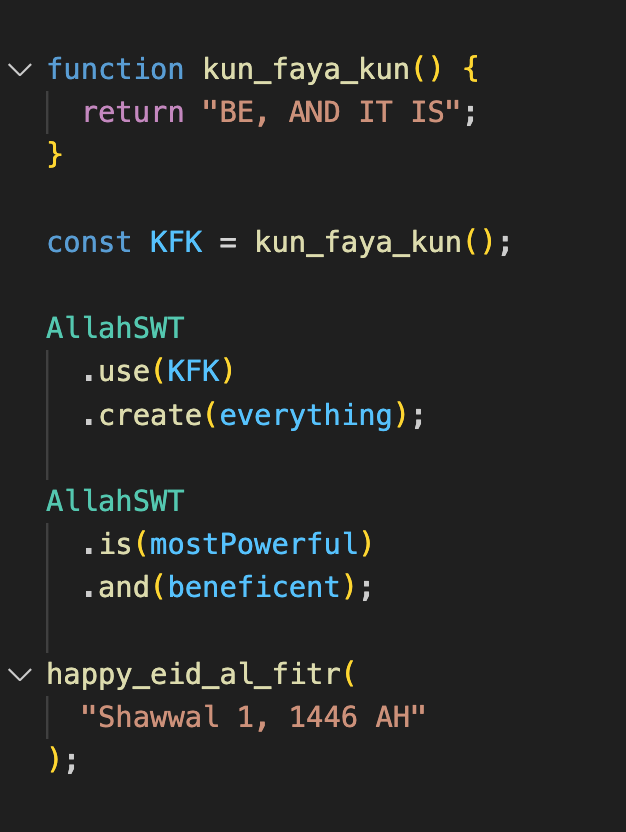 function kun_faya_kun() {
  return "BE, AND IT IS";
}
const KFK = kun_faya_kun();
AllahSWT
  .use(KFK)
  .create(everything);
AllahSWT
  .is(mostPowerful)
  .and(beneficent);
happy_eid_al_fitr(
  "Shawwal 1, 1446 AH"
);